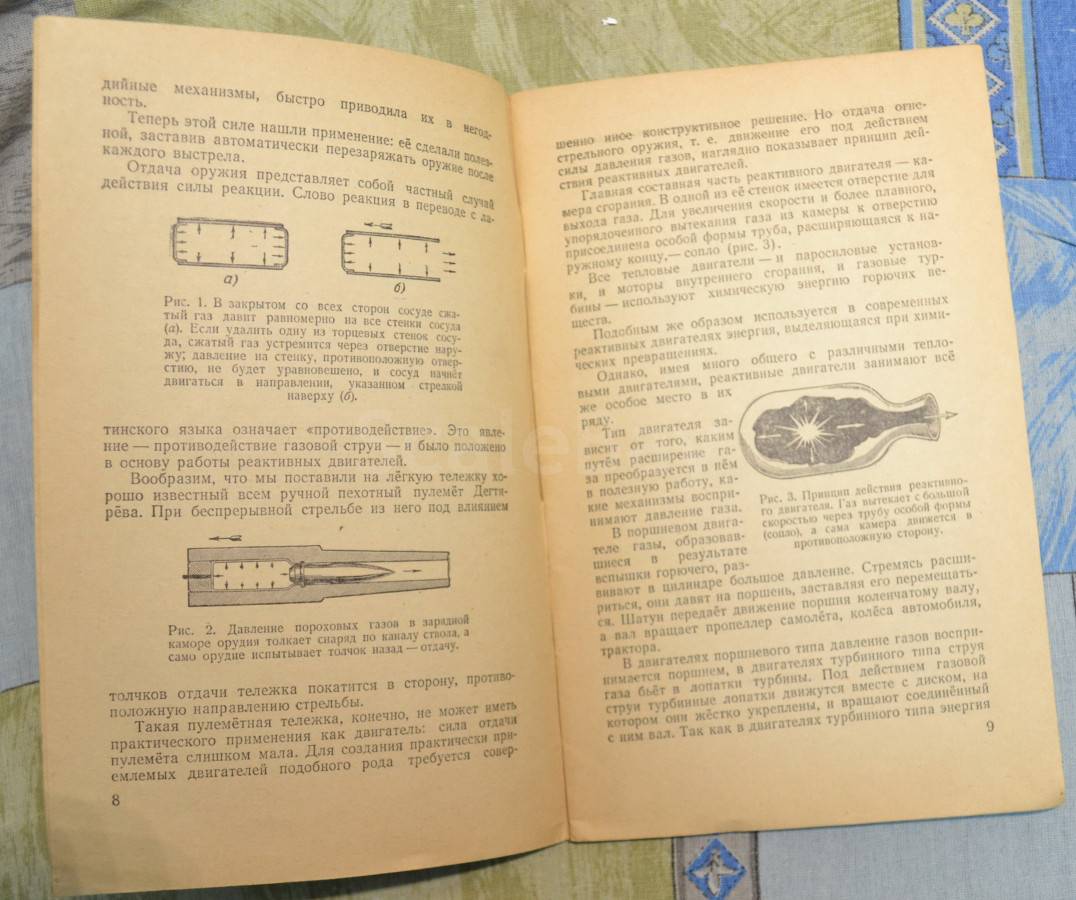 дийные механизмы, быстро приводила их в негод-
ность.
Теперь этой силе нашли применение: её сделали полез-
ной, заставив автоматически перезаряжать оружие после
каждого выстрела.
Отдача оружия представляет собой частный случай
действия силы реакции. Слово реакция в переводе с ла-
а)
б)
Рис. 1. В закрытом со всех сторон сосуде сжа-
тый газ давит равномерно на все стенки сосуда
(а). Если удалить одну из торцевых стенок сосу-
да, сжатый газ устремится через отверстие нару-
жу; давление на стенку, противоположную отвер-
стию, не будет уравновешено, и сосуд начнёт
двигаться в направлении, указанном стрелкой
наверху (б).
тинского языка означает «противодействие». Это явле-
ние — противодействие газовой струи — и было положено
в основу работы реактивных двигателей.
Вообразим, что мы поставили на лёгкую тележку хо-
рошо известный всем ручной пехотный пулемёт Дегтя-
рёва. При беспрерывной стрельбе из него под влиянием
Рис. 2. Давление пороховых газов в зарядной
каморе орудия толкает снаряд по каналу ствола, а
само орудие испытывает толчок назад — отдачу.
толчков отдачи тележка покатится в сторону, противо-
положную направлению стрельбы.
Такая пулемётная тележка, конечно, не может иметь
практического применения как двигатель: сила отдачи
пулемёта слишком мала. Для создания практически при-
емлемых двигателей подобного рода требуется совер-
8
шенно иное конструктивное решение. Но отдача огне-
стрельного оружия, т. е. движение его под действием
силы давления газов, наглядно показывает принцип дей-
ствия реактивных двигателей.
Главная составная часть реактивного двигателя — ка-
мера сгорания. В одной из её стенок имеется отверстие для
выхода газа. Для увеличения скорости и более плавного,
упорядоченного вытекания газа из камеры к отверстию
присоединена особой формы труба, расширяющаяся к на-
ружному концу,— сопло (рис. 3).
Все тепловые двигатели — и паросиловые установ-
ки, и моторы внутреннего сгорания, и газовые тур-
бины — используют химическую энергию горючих ве-
ществ.
Подобным же образом используется в современных
реактивных двигателях энергия, выделяющаяся при хими-
ческих превращениях.
Однако, имея много общего с различными тепло-
выми двигателями, реактивные двигатели занимают всё
же особое место в их
ряду.
Тип двигателя за-
висит от того, каким
путём расширение га-
за преобразуется в нём
в полезную работу, ка-
кие механизмы воспри-
нимают давление газа.
В поршневом двига-
теле газы, образовав-
шиеся в результате
вспышки горючего, раз-
Рис. 3. Принцип действия реактивно-
го двигателя. Газ вытекает с большой
скоростью через трубу особой формы
(сопло), а сама камера движется в
противоположную сторону.
вивают в цилиндре большое давление. Стремясь расши-
риться, они давят на поршень, заставляя его перемещать-
ся. Шатун передаёт движение поршня коленчатому валу,
а вал вращает пропеллер самолёта, колёса автомобиля,
трактора.
В двигателях поршневого типа давление газов воспри-
нимается поршнем, в двигателях турбинного типа струя
газа бьёт в лопатки турбины. Под действием газовой
струи турбинные лопатки движутся вместе с диском, на
котором они жёстко укреплены, и вращают соединённый
с ним вал. Так как в двигателях турбинного типа энергия
9